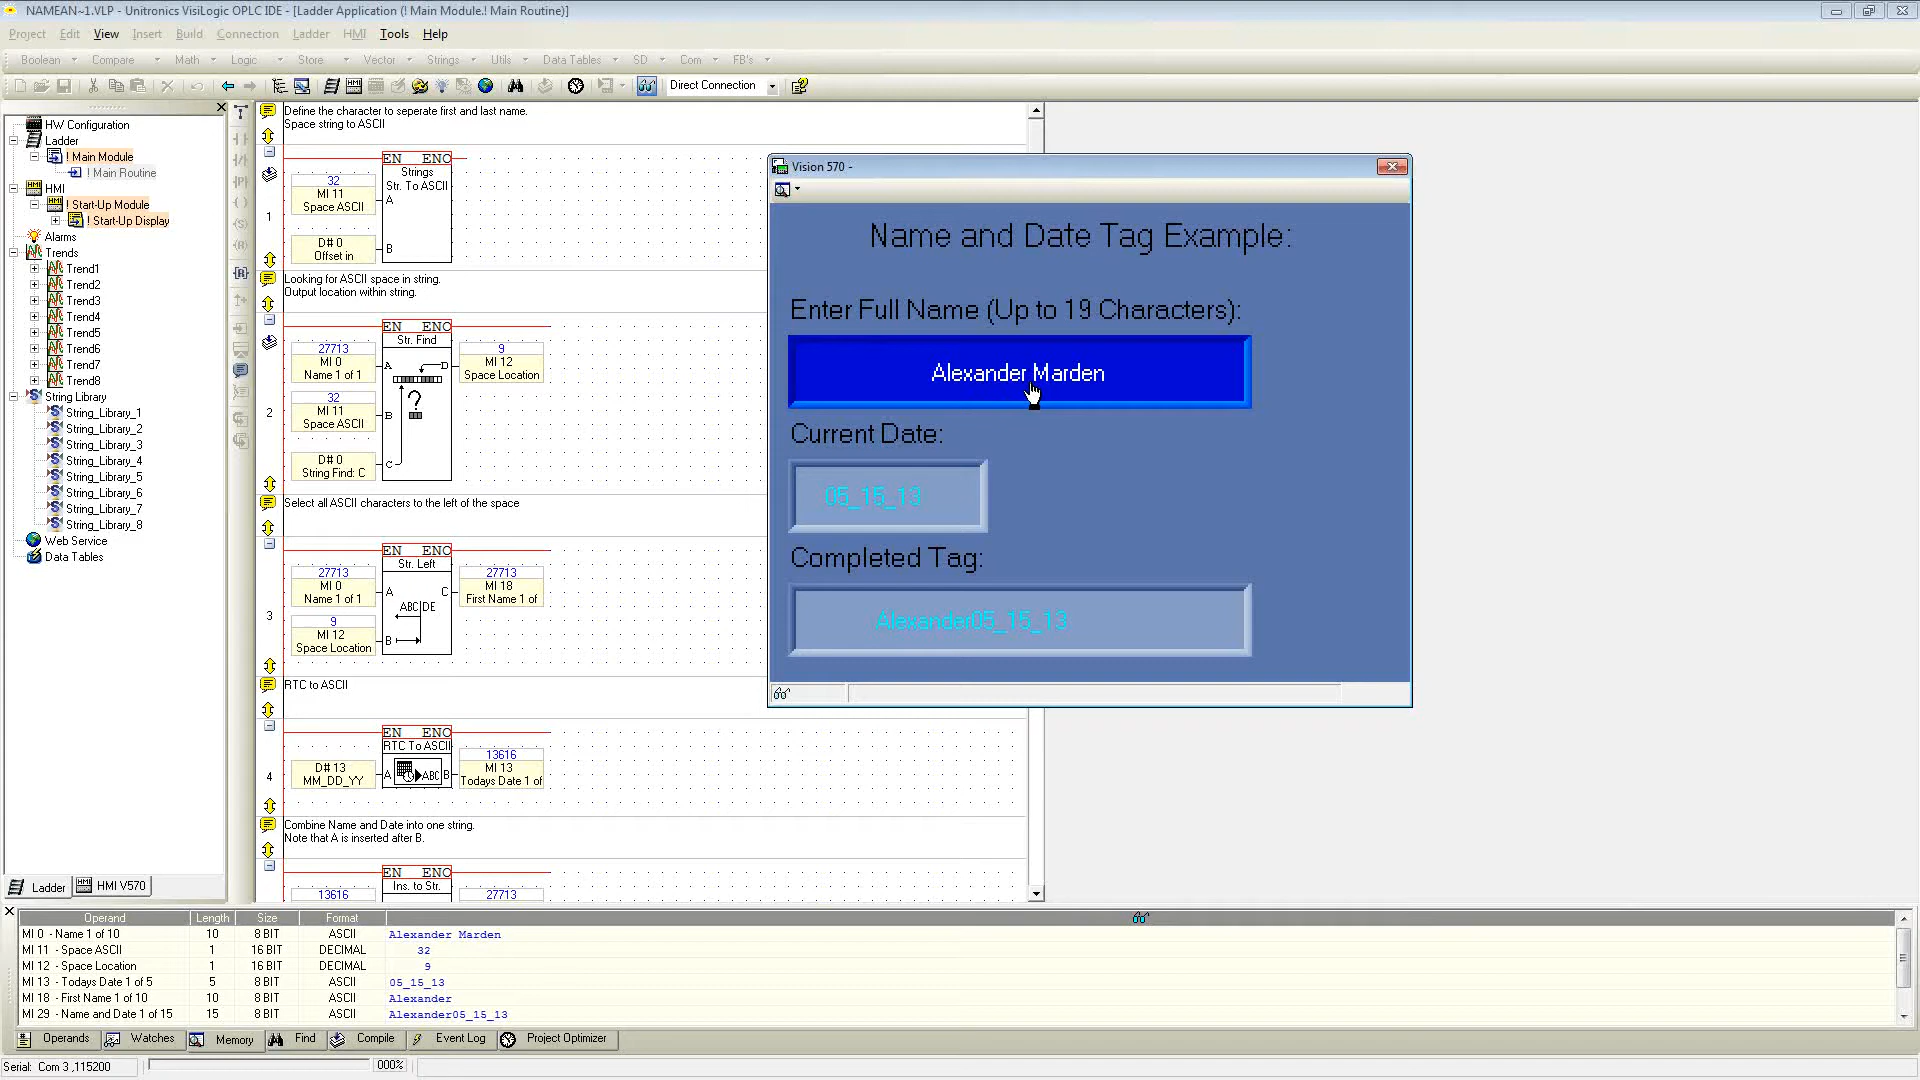 NAMEAN~1.VLP - Unitronics VisiLogic OPLC IDE - [Ladder Application (! Main Module.! Main Routine)]
Project Edit View Insert Build Connection Ladder HMI Tools Help
Boolean Compare Math Logic Store Vector Strings Utils Data Tables SD Com FB's
Direct Connection
HW Configuration
Ladder
! Main Module
! Main Routine
HMI
! Start-Up Module
! Start-Up Display
Alarms
Trends
Trend1
Trend2
Trend3
Trend4
Trend5
Trend6
Trend7
Trend8
String Library
String_Library_1
String_Library_2
String_Library_3
String_Library_4
String_Library_5
String_Library_6
String_Library_7
String_Library_8
Web Service
Data Tables
Ladder HMI V570
Define the character to seperate first and last name.
Space string to ASCII
EN ENO
Strings
Str. To ASCII
32
MI 11
Space ASCII
A
1
D# 0
Offset in
B
Looking for ASCII space in string.
Output location within string.
EN ENO
Str. Find
27713
MI 0
Name 1 of 1
A
D
9
MI 12
Space Location
32
MI 11
Space ASCII
B
?
2
D# 0
String Find: C
C
Select all ASCII characters to the left of the space
EN ENO
Str. Left
27713
MI 0
Name 1 of 1
A
C
27713
MI 18
First Name 1 of
ABC DE
3
9
MI 12
Space Location
B
RTC to ASCII
EN ENO
RTC To ASCII
D# 13
MM_DD_YY
A
ABC
B
13616
MI 13
Todays Date 1 of
4
Combine Name and Date into one string.
Note that A is inserted after B.
EN ENO
Ins. to Str.
13616
27713
Vision 570 -
Name and Date Tag Example:
Enter Full Name (Up to 19 Characters):
Alexander Marden
Current Date:
05_15_13
Completed Tag:
Alexander05_15_13
Operand Length Size Format
MI 0 - Name 1 of 10 10 8 BIT ASCII Alexander Marden
MI 11 - Space ASCII 1 16 BIT DECIMAL 32
MI 12 - Space Location 1 16 BIT DECIMAL 9
MI 13 - Todays Date 1 of 5 5 8 BIT ASCII 05_15_13
MI 18 - First Name 1 of 10 10 8 BIT ASCII Alexander
MI 29 - Name and Date 1 of 15 15 8 BIT ASCII Alexander05_15_13
Operands Watches Memory Find Compile Event Log Project Optimizer
Serial: Com 3 ,115200 000%